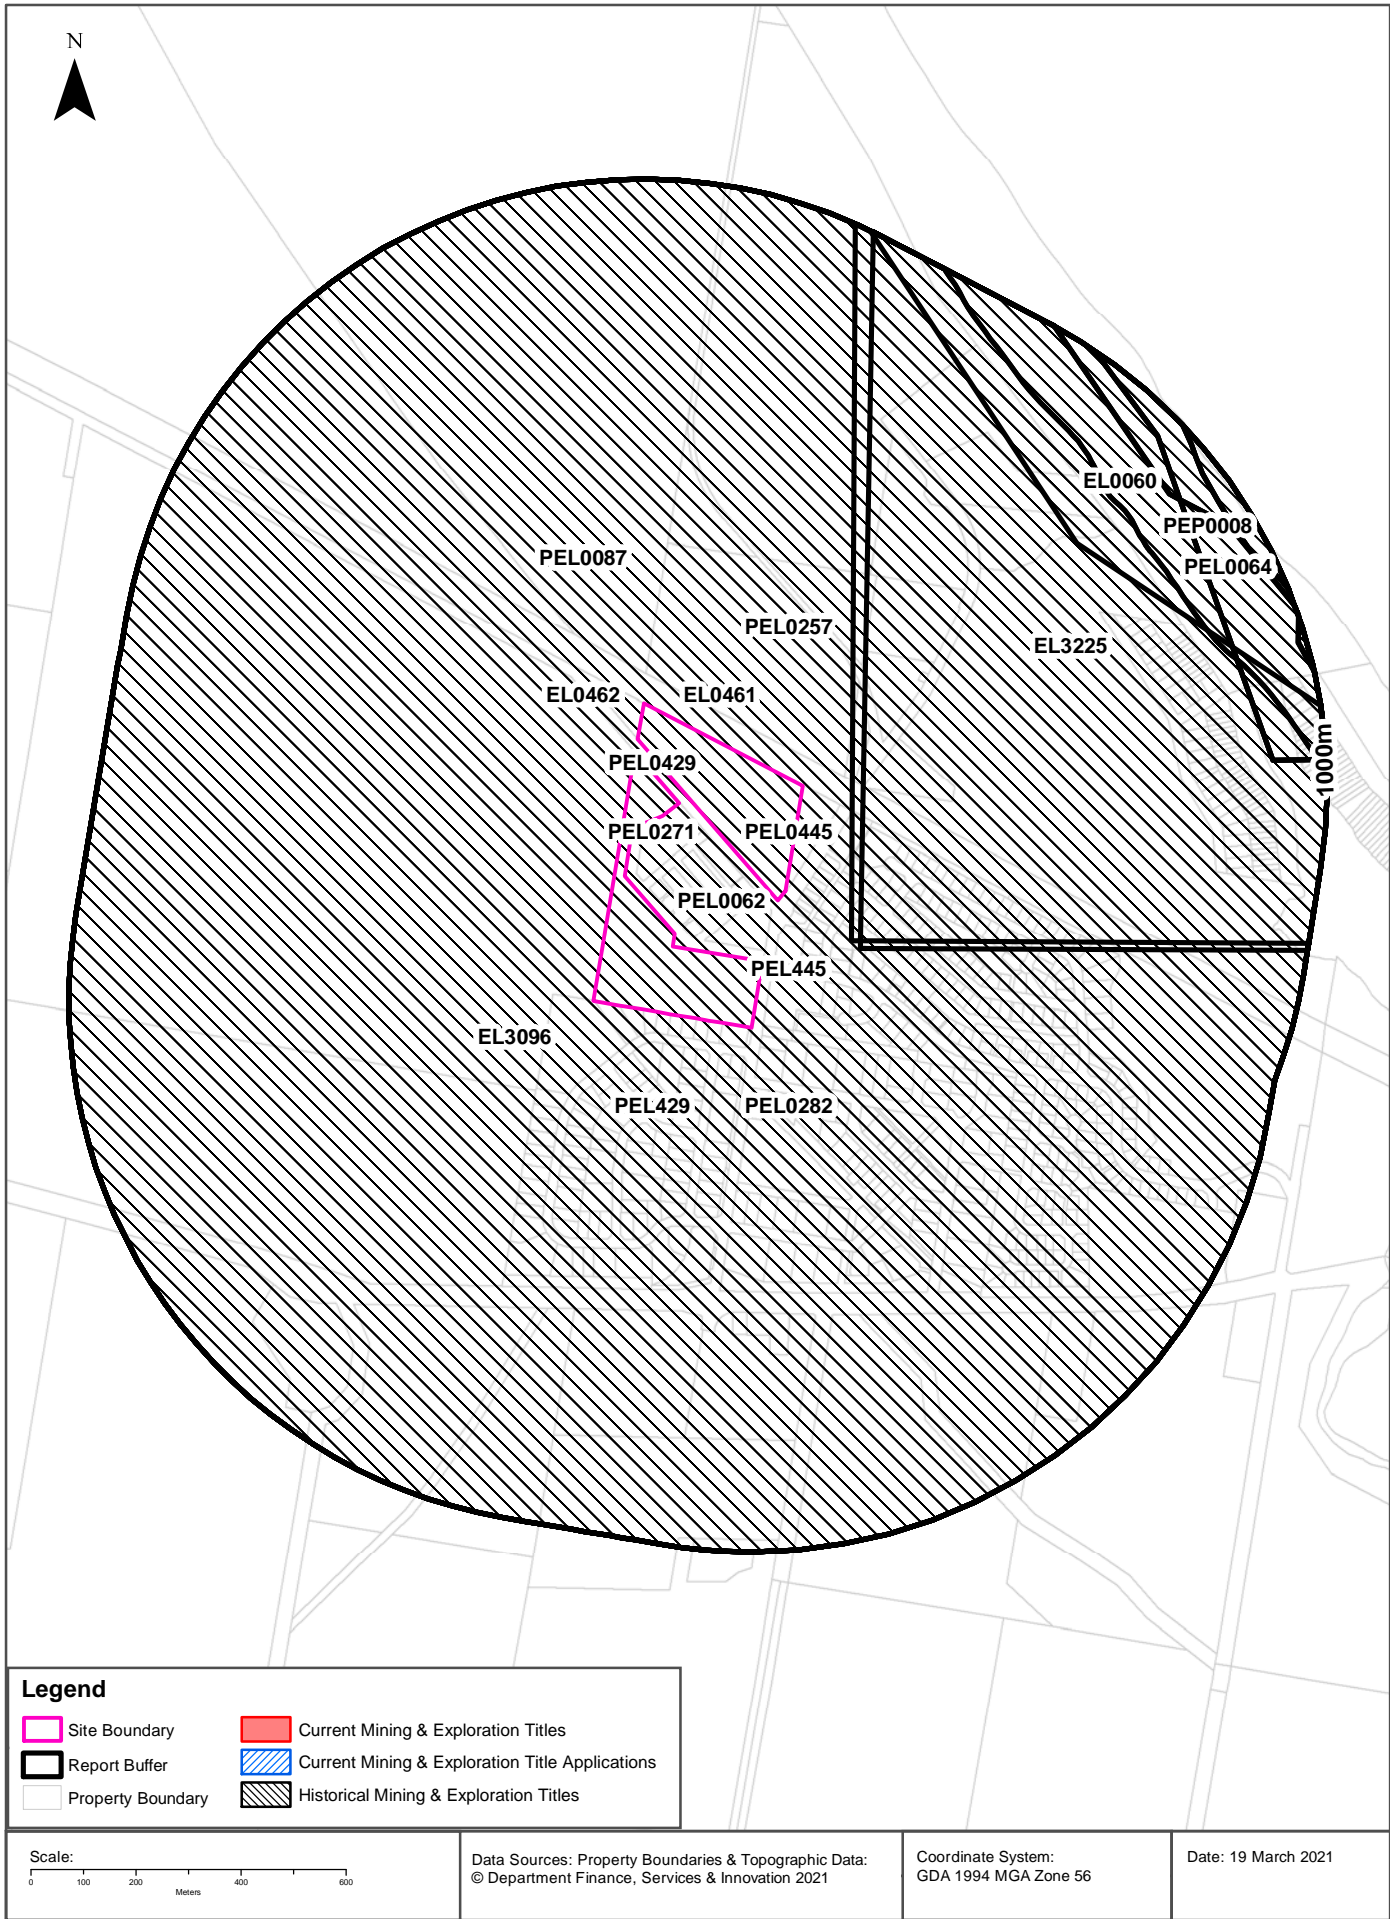 N
EL0060
PEP0008
PEL0087
PEL0064
PEL0257
EL3225
EL0462
EL0461
1000m
PEL0429
PEL0271
PEL0445
PEL0062
PEL445
EL3096
PEL429
PEL0282
Legend
Site Boundary
Report Buffer
Property Boundary
Current Mining & Exploration Titles
Current Mining & Exploration Title Applications
Historical Mining & Exploration Titles
Scale:
0 100 200 400 600
Meters
Data Sources: Property Boundaries & Topographic Data:
© Department Finance, Services & Innovation 2021
Coordinate System:
GDA 1994 MGA Zone 56
Date: 19 March 2021